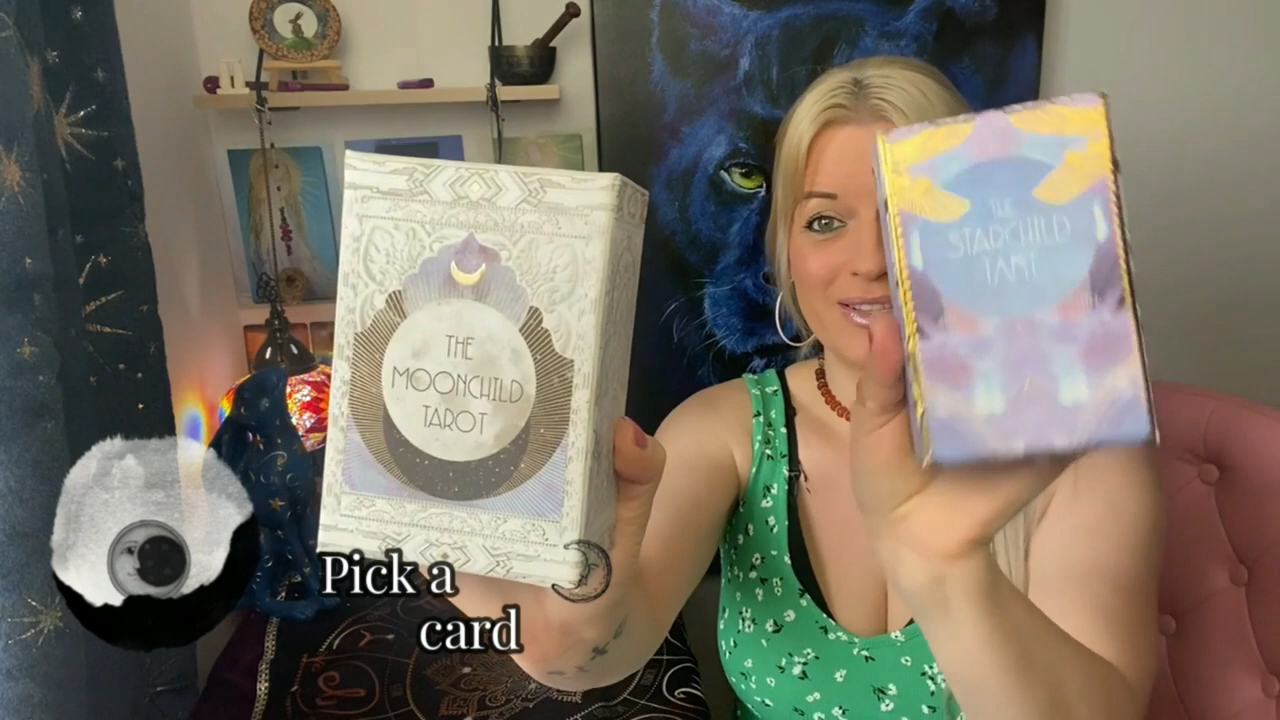 THE
MOONCHILD
TAROT
THE
STARCHILD
TAROT
Pick a
card